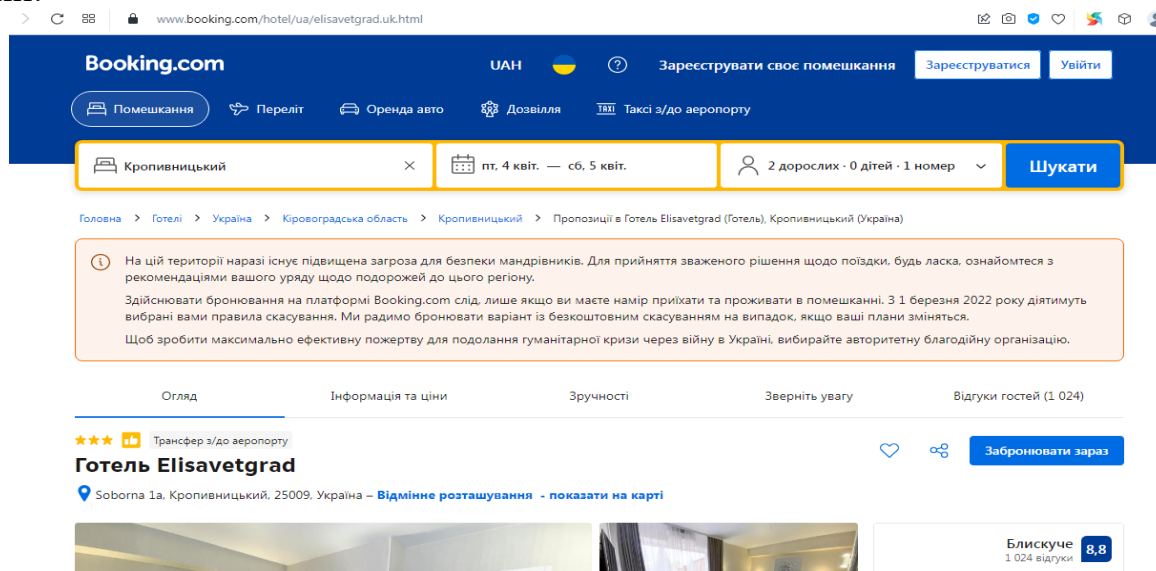 www.booking.com/hotel/ua/elisavetgrad.uk.html
Booking.com
UAH
Зареєструвати своє помешкання
Зареєструватися
Увійти
Помешкання
Переліт
Оренда авто
Дозвілля
TAXI Таксі з/до аеропорту
Кропивницький
пт, 4 квіт. — сб, 5 квіт.
2 дорослих · 0 дітей · 1 номер
Шукати
Головна > Готелі > Україна > Кіровоградська область > Кропивницький > Пропозиції в Готель Elisavetgrad (Готель), Кропивницький (Україна)
На цій території наразі існує підвищена загроза для безпеки мандрівників. Для прийняття зваженого рішення щодо поїздки, будь ласка, ознайомтеся з
рекомендаціями вашого уряду щодо подорожей до цього регіону.
Здійснювати бронювання на платформі Booking.com слід, лише якщо ви маєте намір приїхати та проживати в помешканні. З 1 березня 2022 року діятимуть
вибрані вами правила скасування. Ми радимо бронювати варіант із безкоштовним скасуванням на випадок, якщо ваші плани зміняться.
Щоб зробити максимально ефективну пожертву для подолання гуманітарної кризи через війну в Україні, вибирайте авторитетну благодійну організацію.
Огляд
Інформація та ціни
Зручності
Зверніть увагу
Відгуки гостей (1 024)
Трансфер з/до аеропорту
Готель Elisavetgrad
Забронювати зараз
Soborna 1a, Кропивницький, 25009, Україна – Відмінне розташування - показати на карті
Блискуче
1 024 відгуки
8,8